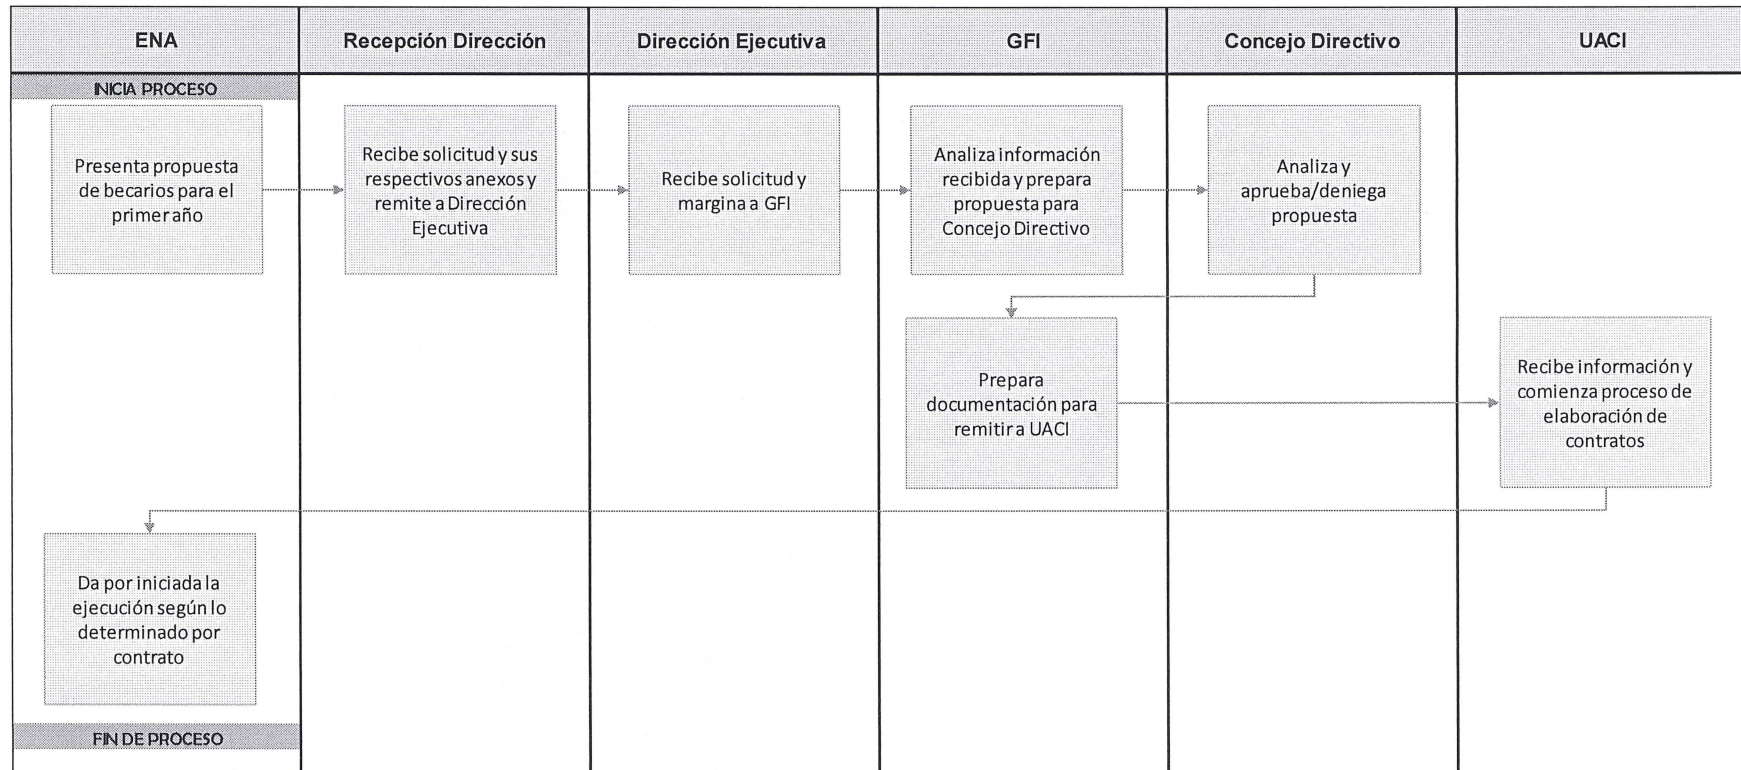 ENA
Recepción Dirección
Dirección Ejecutiva
GFI
Concejo Directivo
UACI
INICIA PROCESO
Presenta propuesta
de becarios para el
primer año
Recibe solicitud y sus
respectivos anexos y
remite a Dirección
Ejecutiva
Recibe solicitud y
margina a GFI
Analiza información
recibida y prepara
propuesta para
Concejo Directivo
Analiza y
aprueba/deniega
propuesta
Prepara
documentación para
remitir a UACI
Recibe información y
comienza proceso de
elaboración de
contratos
Da por iniciada la
ejecución según lo
determinado por
contrato
FIN DE PROCESO